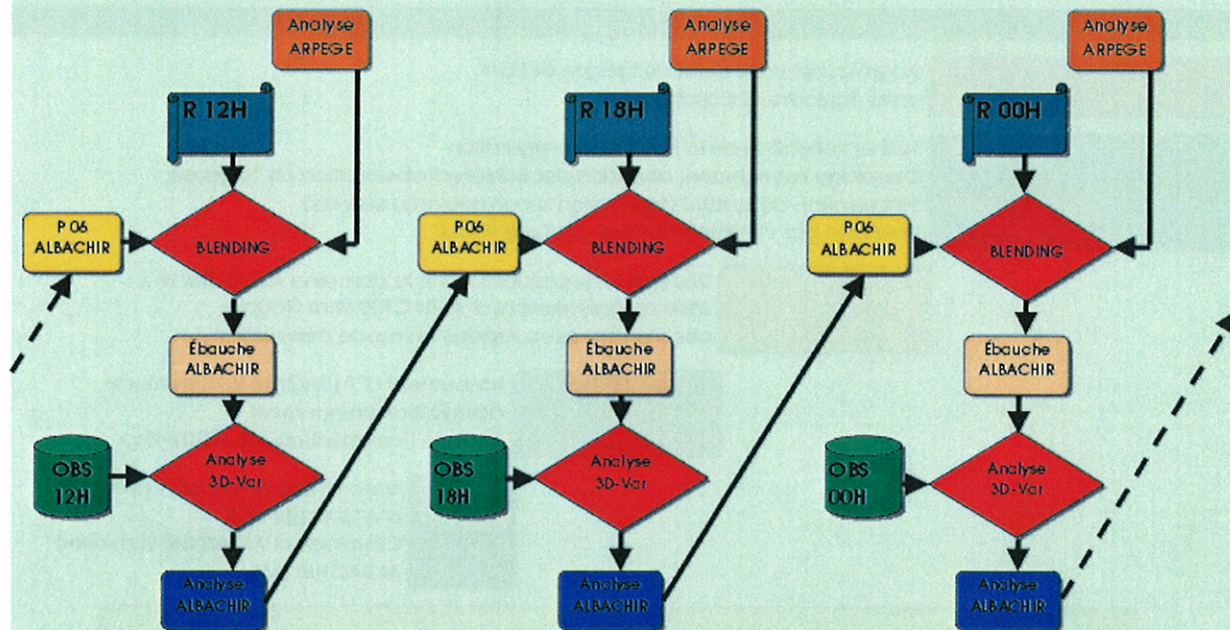 Analyse
ARPEGE
R 12H
P 06
ALBACHIR
BLENDING
Ébauche
ALBACHIR
OBS
12H
Analyse
3D-Var
Analyse
ALBACHIR
Analyse
ARPEGE
R 18H
P 06
ALBACHIR
BLENDING
Ébauche
ALBACHIR
OBS
18H
Analyse
3D-Var
Analyse
ALBACHIR
Analyse
ARPEGE
R 00H
P 06
ALBACHIR
BLENDING
Ébauche
ALBACHIR
OBS
00H
Analyse
3D-Var
Analyse
ALBACHIR